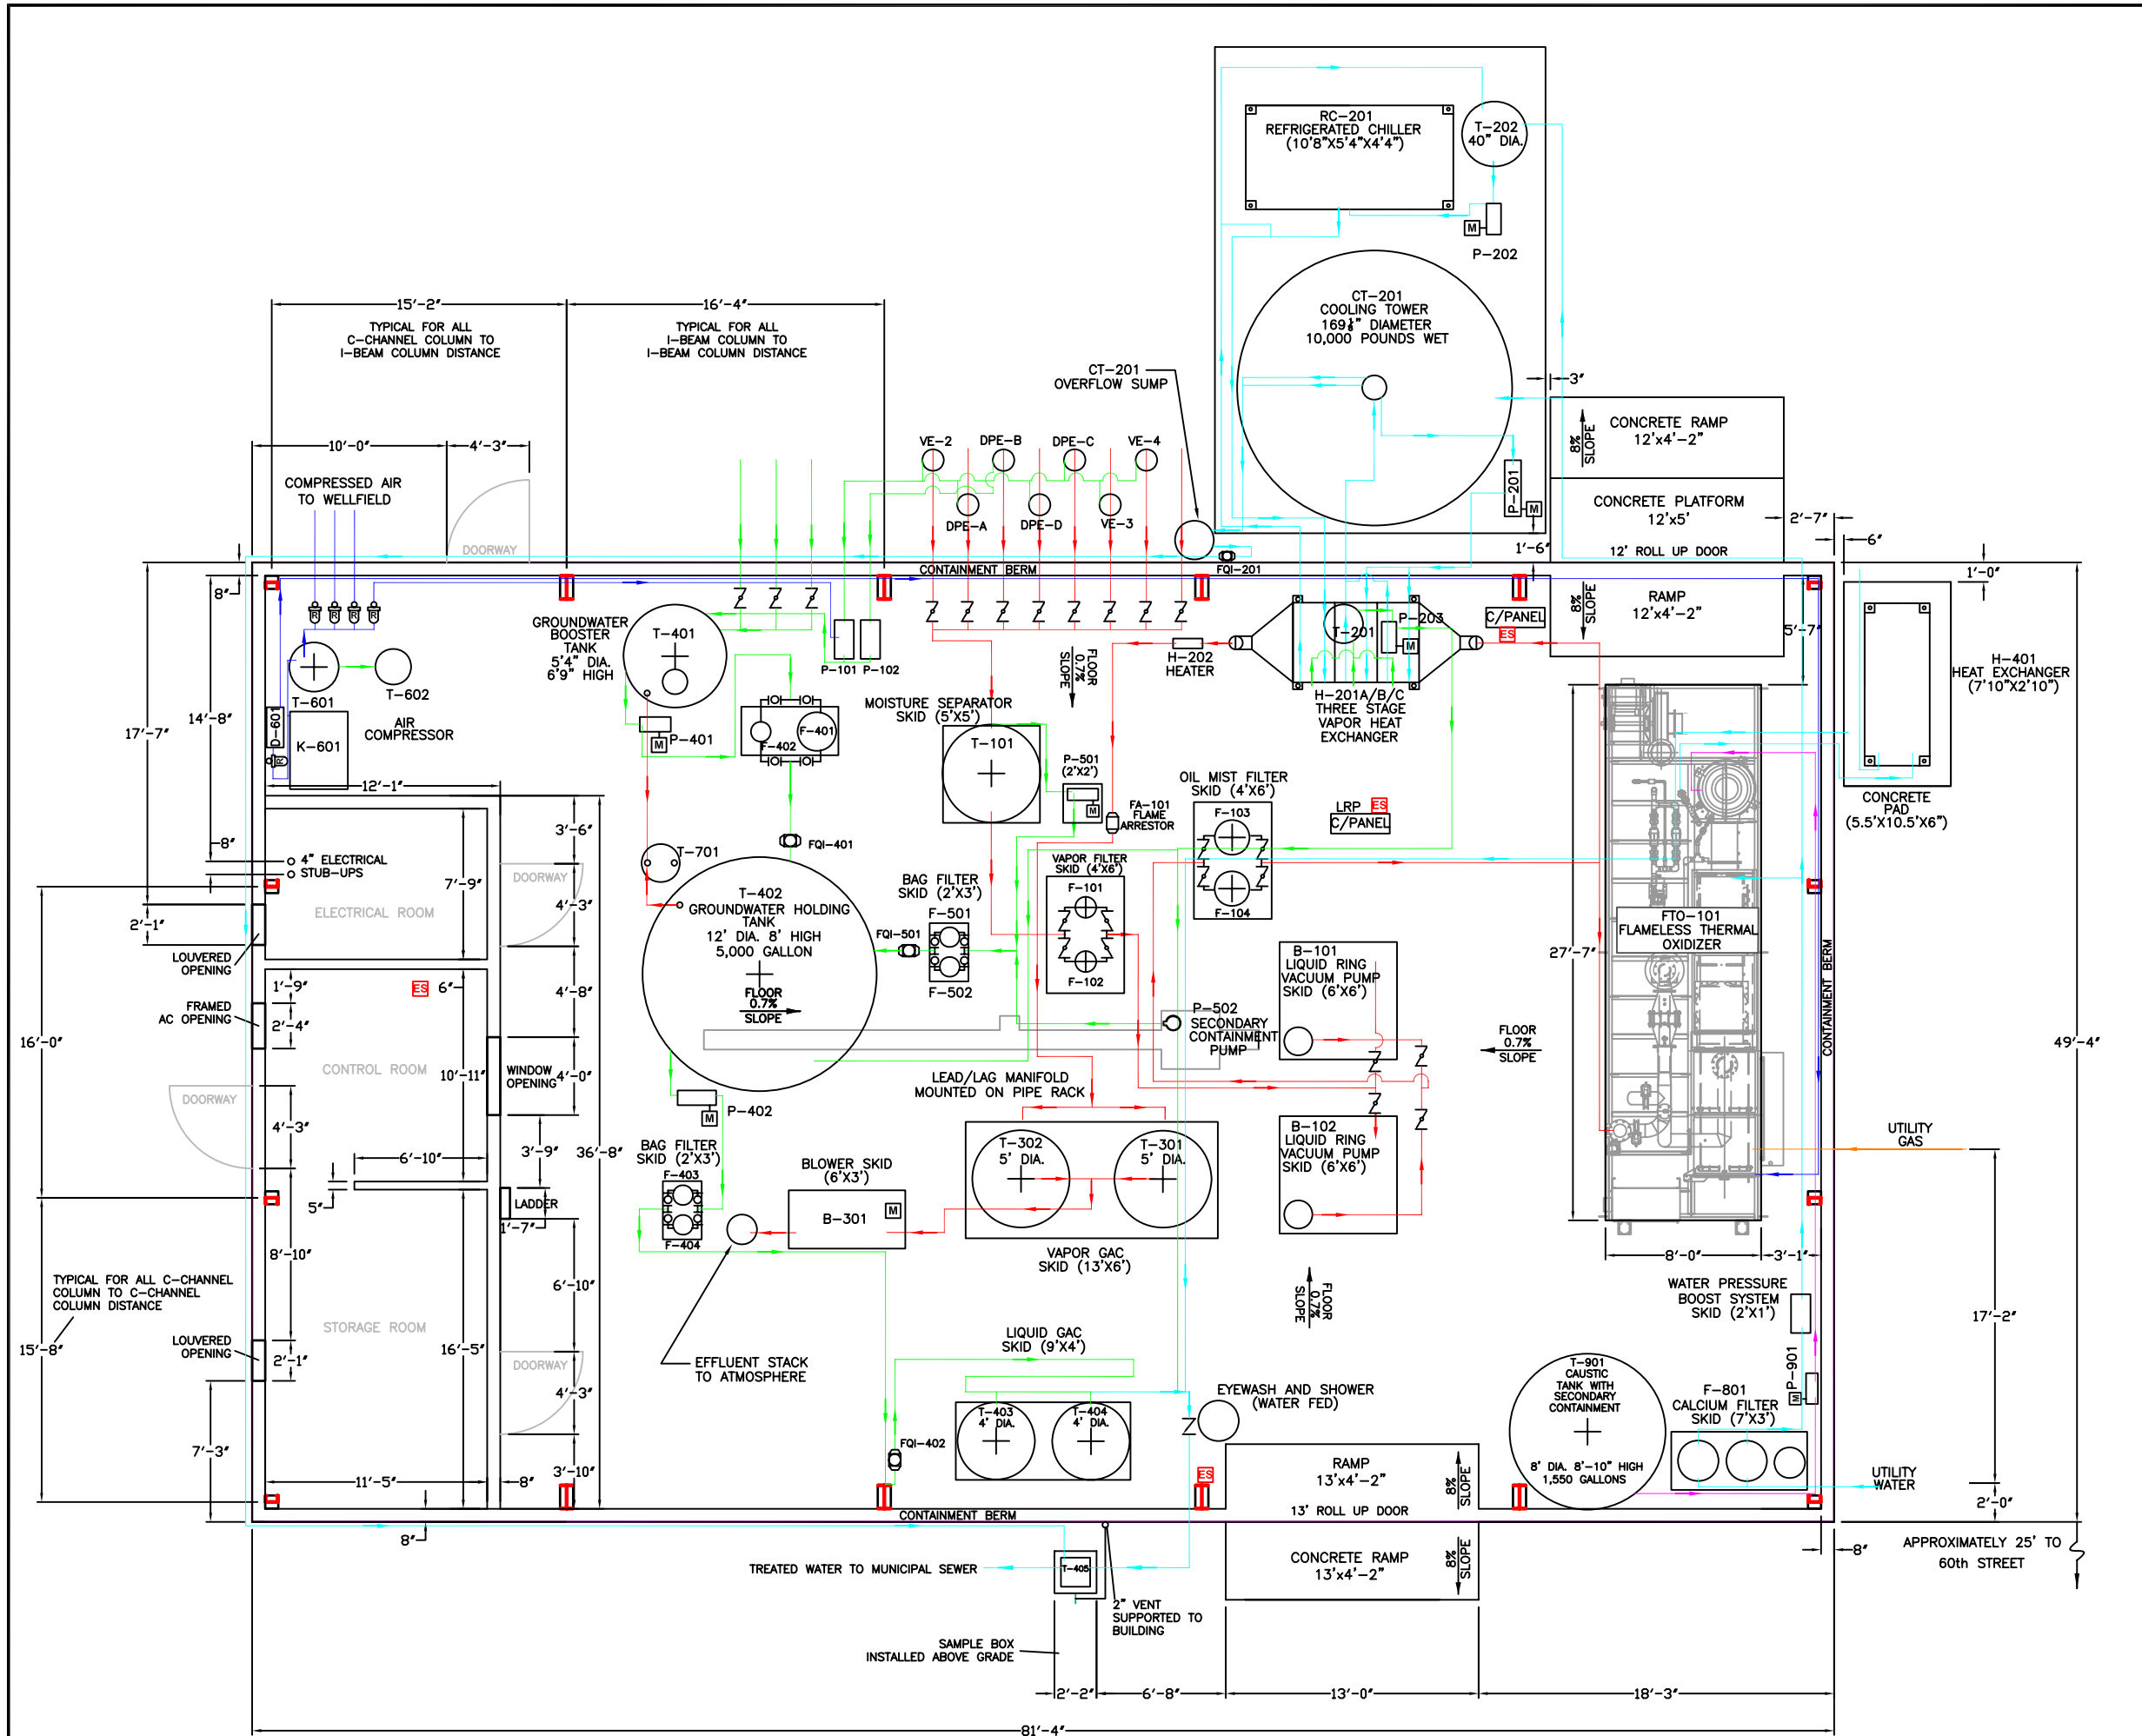 RC-201
REFRIGERATED CHILLER
(10'8"X5'4"X4'4")
T-202
40" DIA.
M
P-202
CT-201
COOLING TOWER
169⅛" DIAMETER
10,000 POUNDS WET
15'-2"
16'-4"
TYPICAL FOR ALL
C-CHANNEL COLUMN TO
I-BEAM COLUMN DISTANCE
TYPICAL FOR ALL
I-BEAM COLUMN TO
I-BEAM COLUMN DISTANCE
CT-201
OVERFLOW SUMP
3"
CONCRETE RAMP
12'x4'-2"
8%
SLOPE
10'-0"
4'-3"
VE-2
DPE-B
DPE-C
VE-4
P-201
M
COMPRESSED AIR
TO WELLFIELD
DPE-A
DPE-D
VE-3
CONCRETE PLATFORM
12'x5'
2'-7"
6"
DOORWAY
1'-6"
12' ROLL UP DOOR
CONTAINMENT BERM
FQI-201
1'-0"
8"
R
R
R
R
GROUNDWATER
BOOSTER
TANK
5'4" DIA.
6'9" HIGH
T-401
P-101
P-102
FLOOR
0.7%
SLOPE
H-202
HEATER
T-201
P-203
M
C/PANEL
ES
8%
SLOPE
RAMP
12'x4'-2"
5'-7"
H-401
HEAT EXCHANGER
(7'10"X2'10")
T-601
T-602
H-201A/B/C
THREE STAGE
VAPOR HEAT
EXCHANGER
MOISTURE SEPARATOR
SKID (5'X5')
T-101
17'-7"
14'-8"
D-601
K-601
R
AIR
COMPRESSOR
P-401
M
F-402
F-401
P-501
(2'X2')
M
OIL MIST FILTER
SKID (4'X6')
F-103
F-104
FA-101
FLAME
ARRESTOR
LRP
ES
C/PANEL
CONCRETE
PAD
(5.5'X10.5'X6")
12'-1"
3'-6"
8"
4" ELECTRICAL
STUB-UPS
7'-9"
DOORWAY
4'-3"
ELECTRICAL ROOM
2'-1"
LOUVERED
OPENING
T-701
FQI-401
T-402
GROUNDWATER HOLDING
TANK
12' DIA. 8' HIGH
5,000 GALLON
FLOOR
0.7%
SLOPE
BAG FILTER
SKID (2'X3')
F-501
F-502
FQI-501
VAPOR FILTER
SKID (4'X6')
F-101
F-102
FTO-101
FLAMELESS THERMAL
OXIDIZER
27'-7"
CONTAINMENT BERM
B-101
LIQUID RING
VACUUM PUMP
SKID (6'X6')
1'-9"
ES
6"
4'-8"
FRAMED
AC OPENING
2'-4"
P-502
SECONDARY
CONTAINMENT
PUMP
FLOOR
0.7%
SLOPE
16'-0"
49'-4"
CONTROL ROOM
10'-11"
WINDOW
OPENING
4'-0"
DOORWAY
4'-3"
LEAD/LAG MANIFOLD
MOUNTED ON PIPE RACK
P-402
M
B-102
LIQUID RING
VACUUM PUMP
SKID (6'X6')
UTILITY
GAS
3'-9"
36'-8"
6'-10"
5"
LADDER
1'-7"
BAG FILTER
SKID (2'X3')
F-403
F-404
BLOWER SKID
(6'X3')
B-301
M
T-302
5' DIA.
T-301
5' DIA.
VAPOR GAC
SKID (13'X6')
8'-0"
3'-1"
8'-10"
TYPICAL FOR ALL C-CHANNEL
COLUMN TO C-CHANNEL
COLUMN DISTANCE
6'-10"
WATER PRESSURE
BOOST SYSTEM
SKID (2'X1')
FLOOR
0.7%
SLOPE
17'-2"
STORAGE ROOM
16'-5"
LOUVERED
OPENING
2'-1"
15'-8"
DOORWAY
4'-3"
EFFLUENT STACK
TO ATMOSPHERE
LIQUID GAC
SKID (9'X4')
T-403
4' DIA.
T-404
4' DIA.
EYEWASH AND SHOWER
(WATER FED)
T-901
CAUSTIC
TANK WITH
SECONDARY
CONTAINMENT
8' DIA. 8'-10" HIGH
1,550 GALLONS
P-901
M
F-801
CALCIUM FILTER
SKID (7'X3')
7'-3"
FQI-402
3'-10"
11'-5"
8"
ES
RAMP
13'x4'-2"
8%
SLOPE
13' ROLL UP DOOR
UTILITY
WATER
2'-0"
CONTAINMENT BERM
8"
8"
APPROXIMATELY 25' TO
60th STREET
TREATED WATER TO MUNICIPAL SEWER
T-405
CONCRETE RAMP
13'x4'-2"
8%
SLOPE
2" VENT
SUPPORTED TO
BUILDING
SAMPLE BOX
INSTALLED ABOVE GRADE
2'-2"
6'-8"
13'-0"
18'-3"
81'-4"